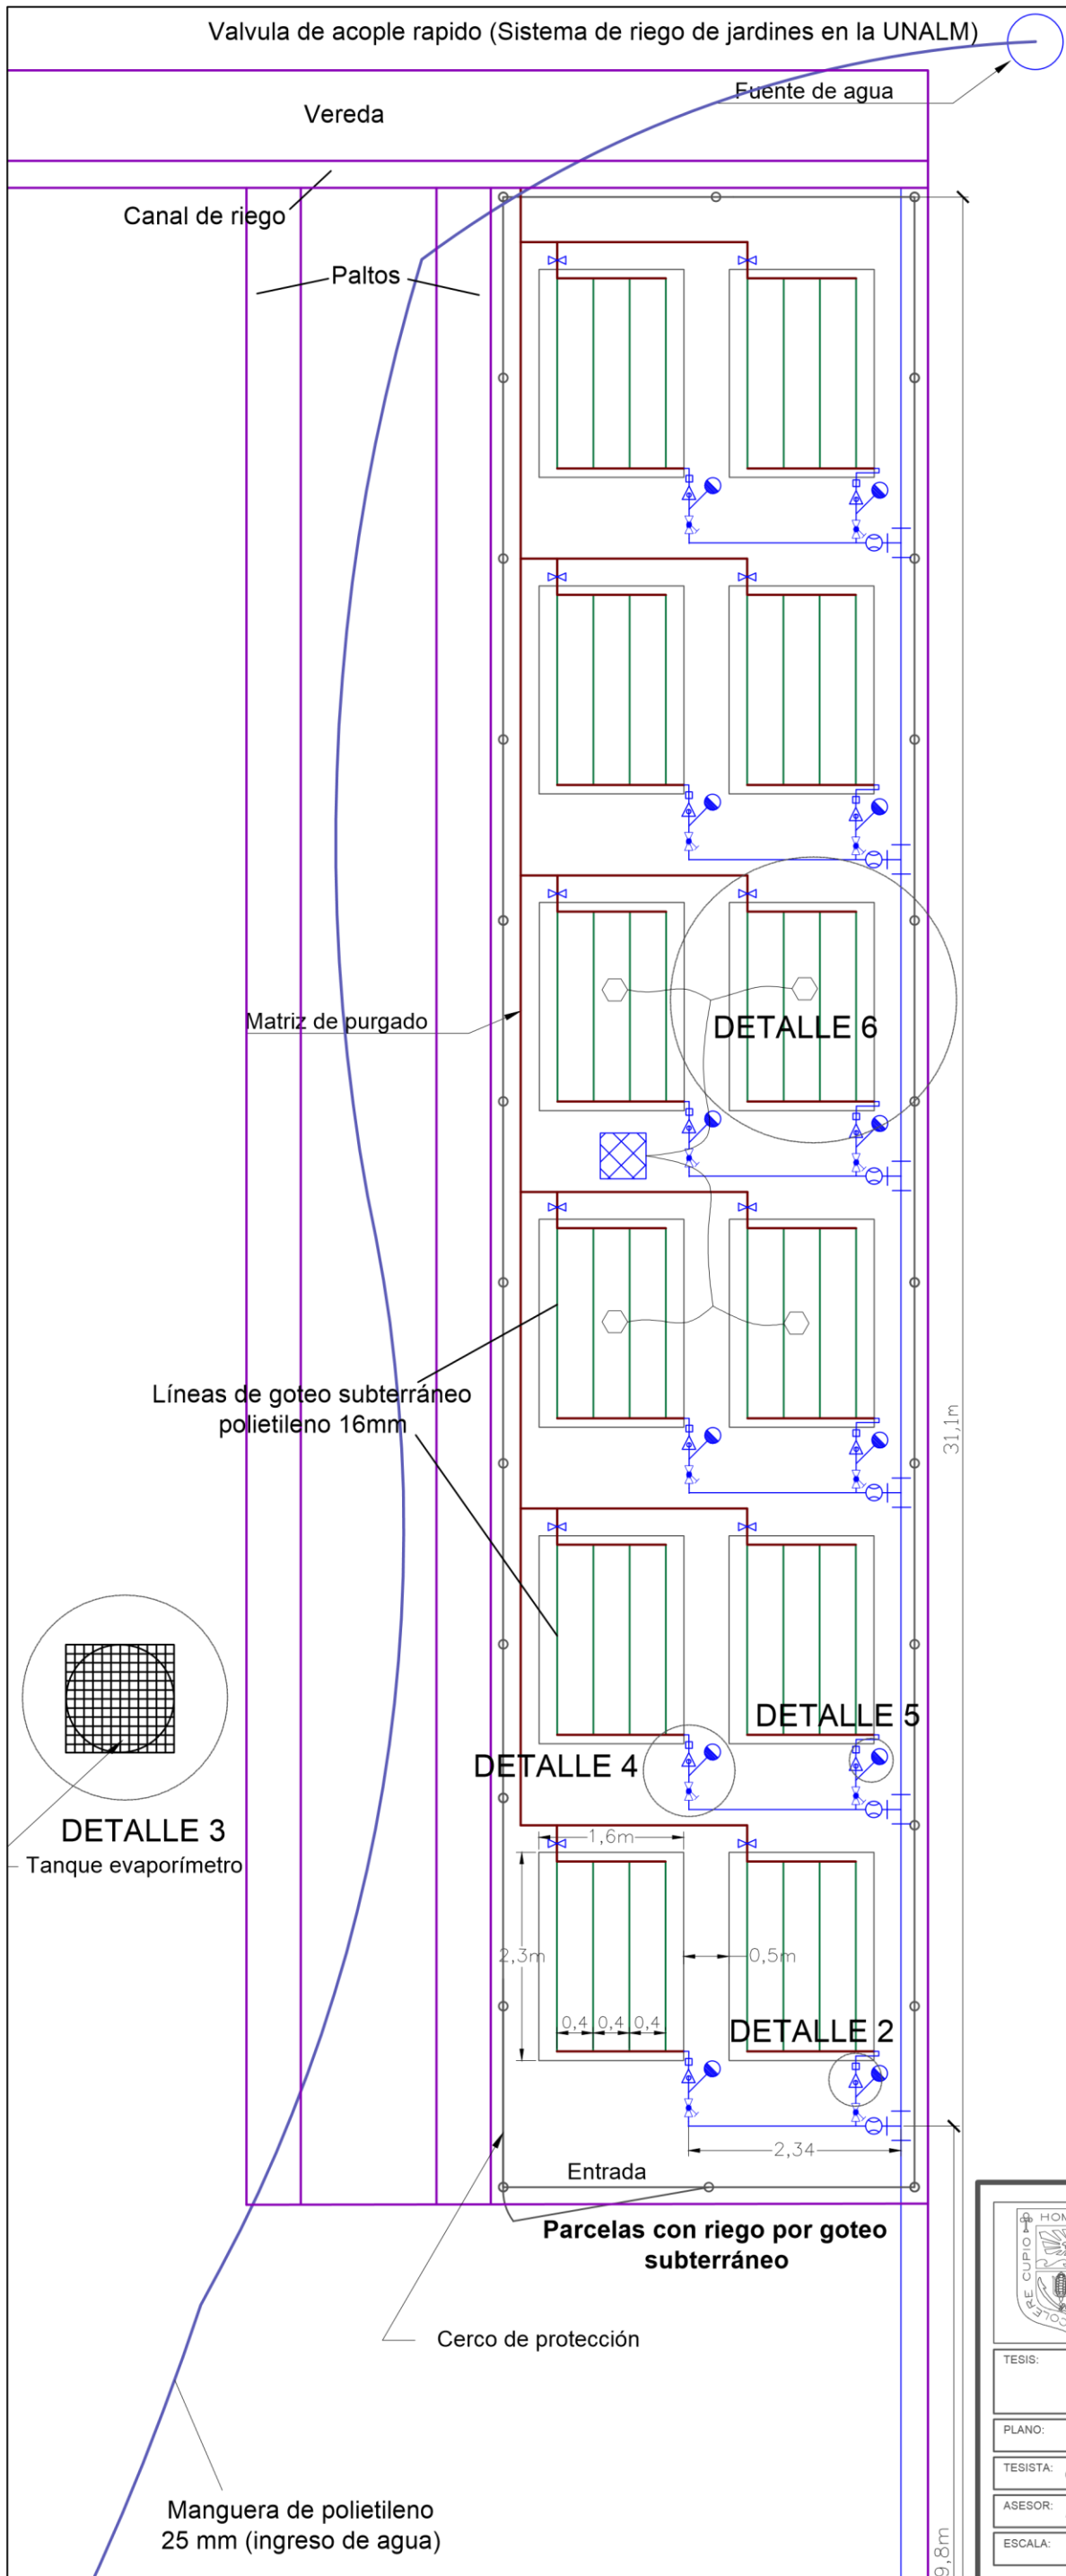 Valvula de acople rapido (Sistema de riego de jardines en la UNALM)
Fuente de agua
Vereda
Canal de riego
Paltos
Matriz de purgado
DETALLE 6
31,1m
Líneas de goteo subterráneo
polietileno 16mm
DETALLE 5
DETALLE 4
DETALLE 3
Tanque evaporímetro
1,6m
2,3m
0,5m
0,4
0,4
0,4
DETALLE 2
2,34
Entrada
Parcelas con riego por goteo
subterráneo
Cerco de protección
COLERE CUPIO HOM
TESIS:
PLANO:
TESISTA:
ASESOR:
ESCALA:
Manguera de polietileno
25 mm (ingreso de agua)
9,8m